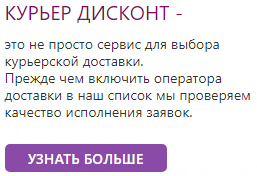 КУРЬЕР ДИСКОНТ -
это не просто сервис для выбора
курьерской доставки.
Прежде чем включить оператора
доставки в наш список мы проверяем
качество исполнения заявок.
УЗНАТЬ БОЛЬШЕ